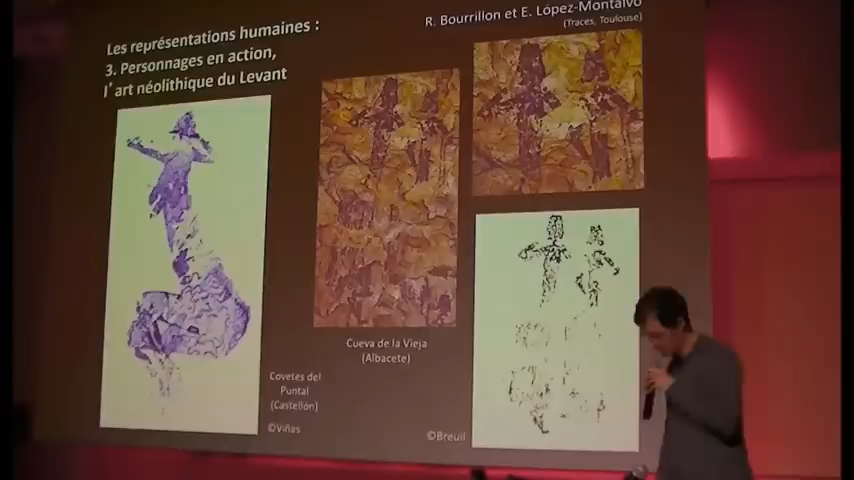 Les représentations humaines :
3. Personnages en action,
l'art néolithique du Levant
R. Bourrillon et E. López-Montalvo
(Traces, Toulouse)
Cueva de la Vieja
(Albacete)
Covetes del
Puntal
(Castellón)
©Viñas
©Breuil